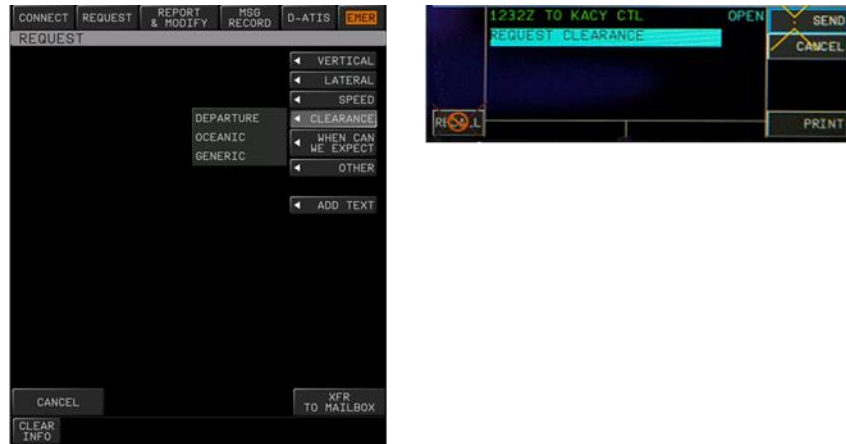 CONNECT REQUEST REPORT & MODIFY MSG RECORD D-ATIS EMER
REQUEST
VERTICAL
LATERAL
SPEED
CLEARANCE
DEPARTURE
OCEANIC
GENERIC
WHEN CAN
WE EXPECT
OTHER
ADD TEXT
CANCEL
XFR
TO MAILBOX
CLEAR
INFO
1232Z TO KACY CTL OPEN
REQUEST CLEARANCE
SEND
CANCEL
PRINT